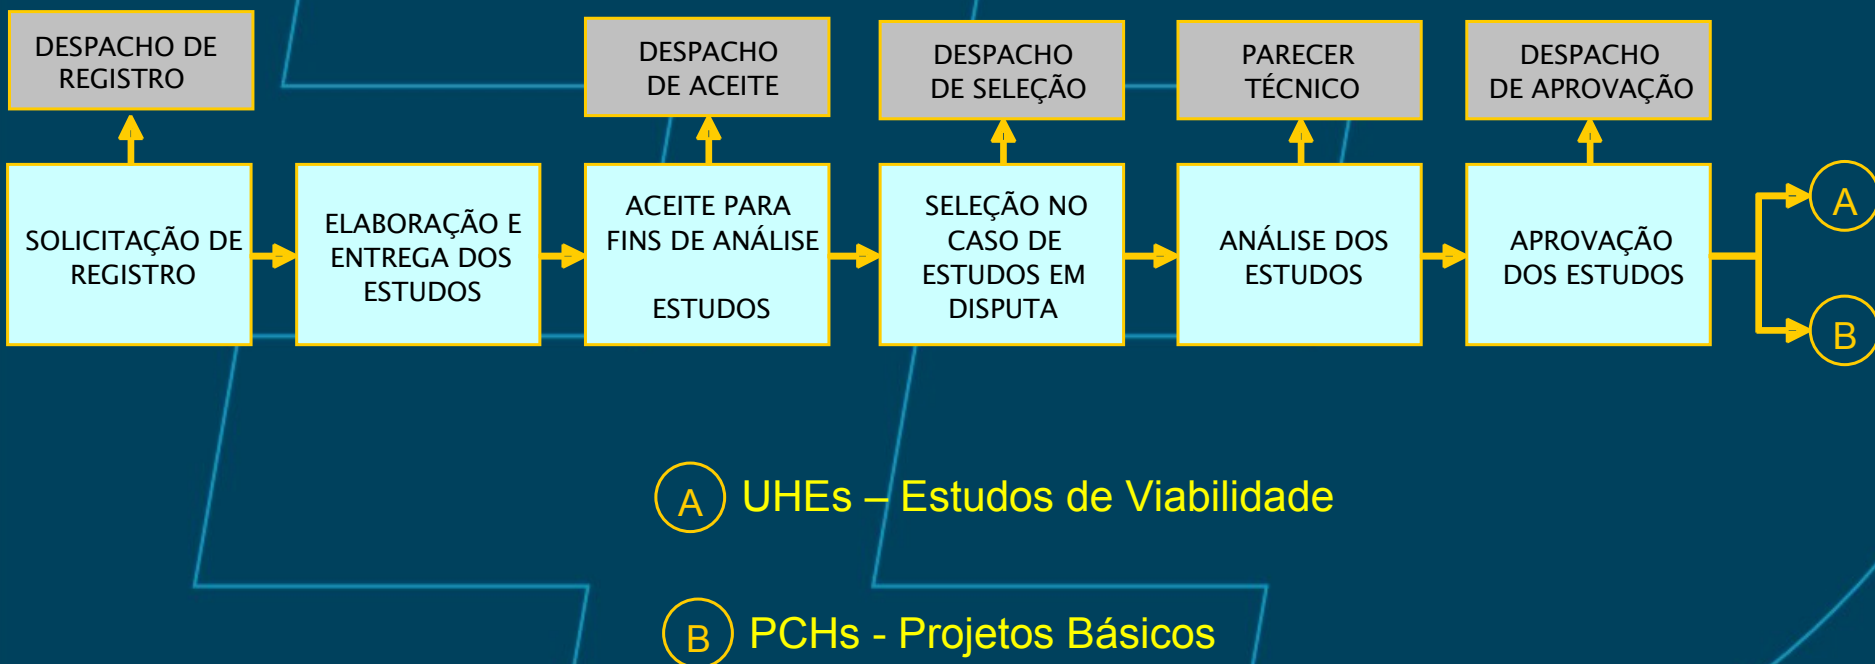 DESPACHO DE
REGISTRO
DESPACHO
DE ACEITE
DESPACHO
DE SELEÇÃO
PARECER
TÉCNICO
DESPACHO
DE APROVAÇÃO
SOLICITAÇÃO DE
REGISTRO
ELABORAÇÃO E
ENTREGA DOS
ESTUDOS
ACEITE PARA
FINS DE ANÁLISE
ESTUDOS
SELEÇÃO NO
CASO DE
ESTUDOS EM
DISPUTA
ANÁLISE DOS
ESTUDOS
APROVAÇÃO
DOS ESTUDOS
A
B
A UHEs – Estudos de Viabilidade
B PCHs - Projetos Básicos